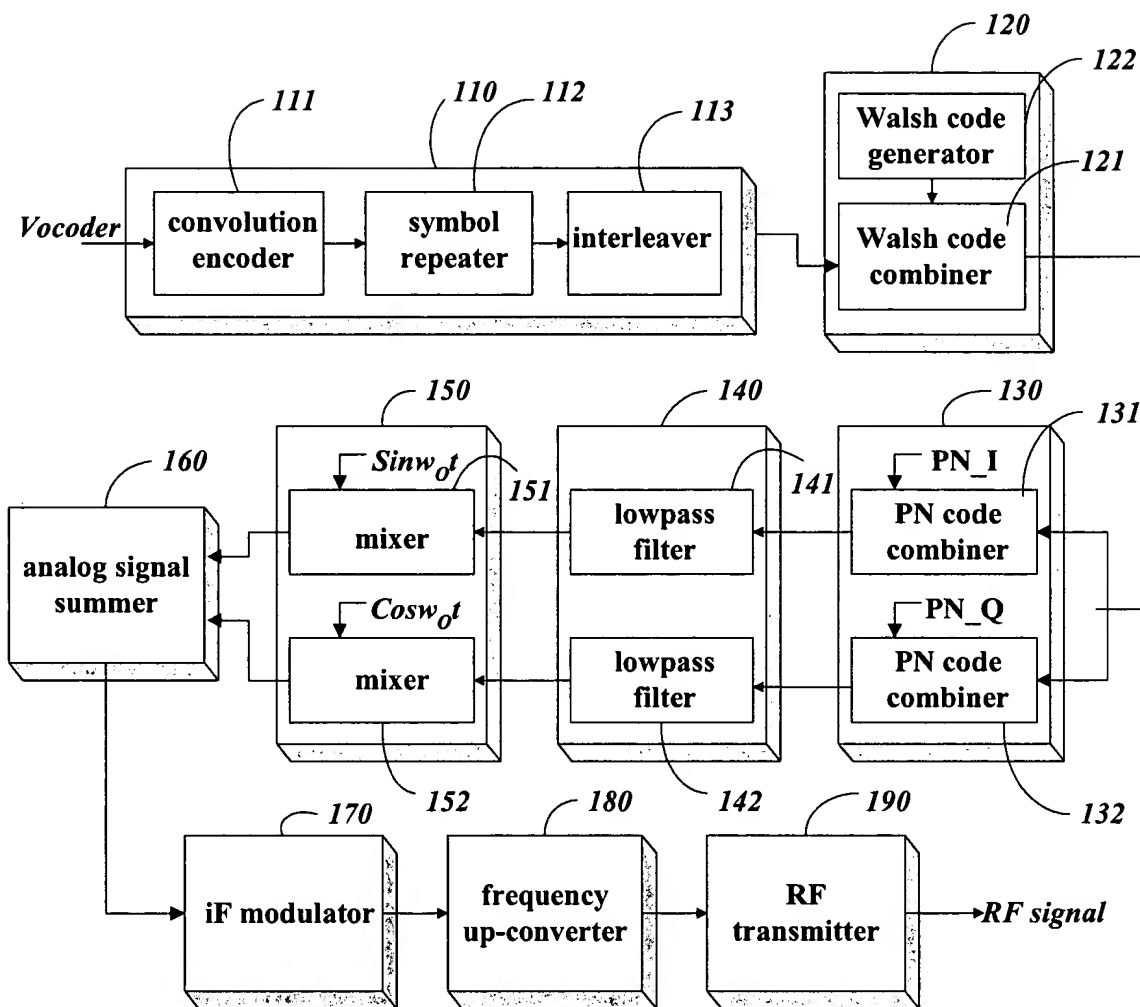 120
122
111
110
112
113
Walsh code
generator
121
Vocoder
convolution
encoder
symbol
repeater
interleaver
Walsh code
combiner
150
140
130
131
160
Sinw_O t
151
141
PN_I
analog signal
summer
mixer
lowpass
filter
PN code
combiner
Cosw_O t
PN_Q
mixer
lowpass
filter
PN code
combiner
152
142
132
170
180
190
iF modulator
frequency
up-converter
RF
transmitter
RF signal